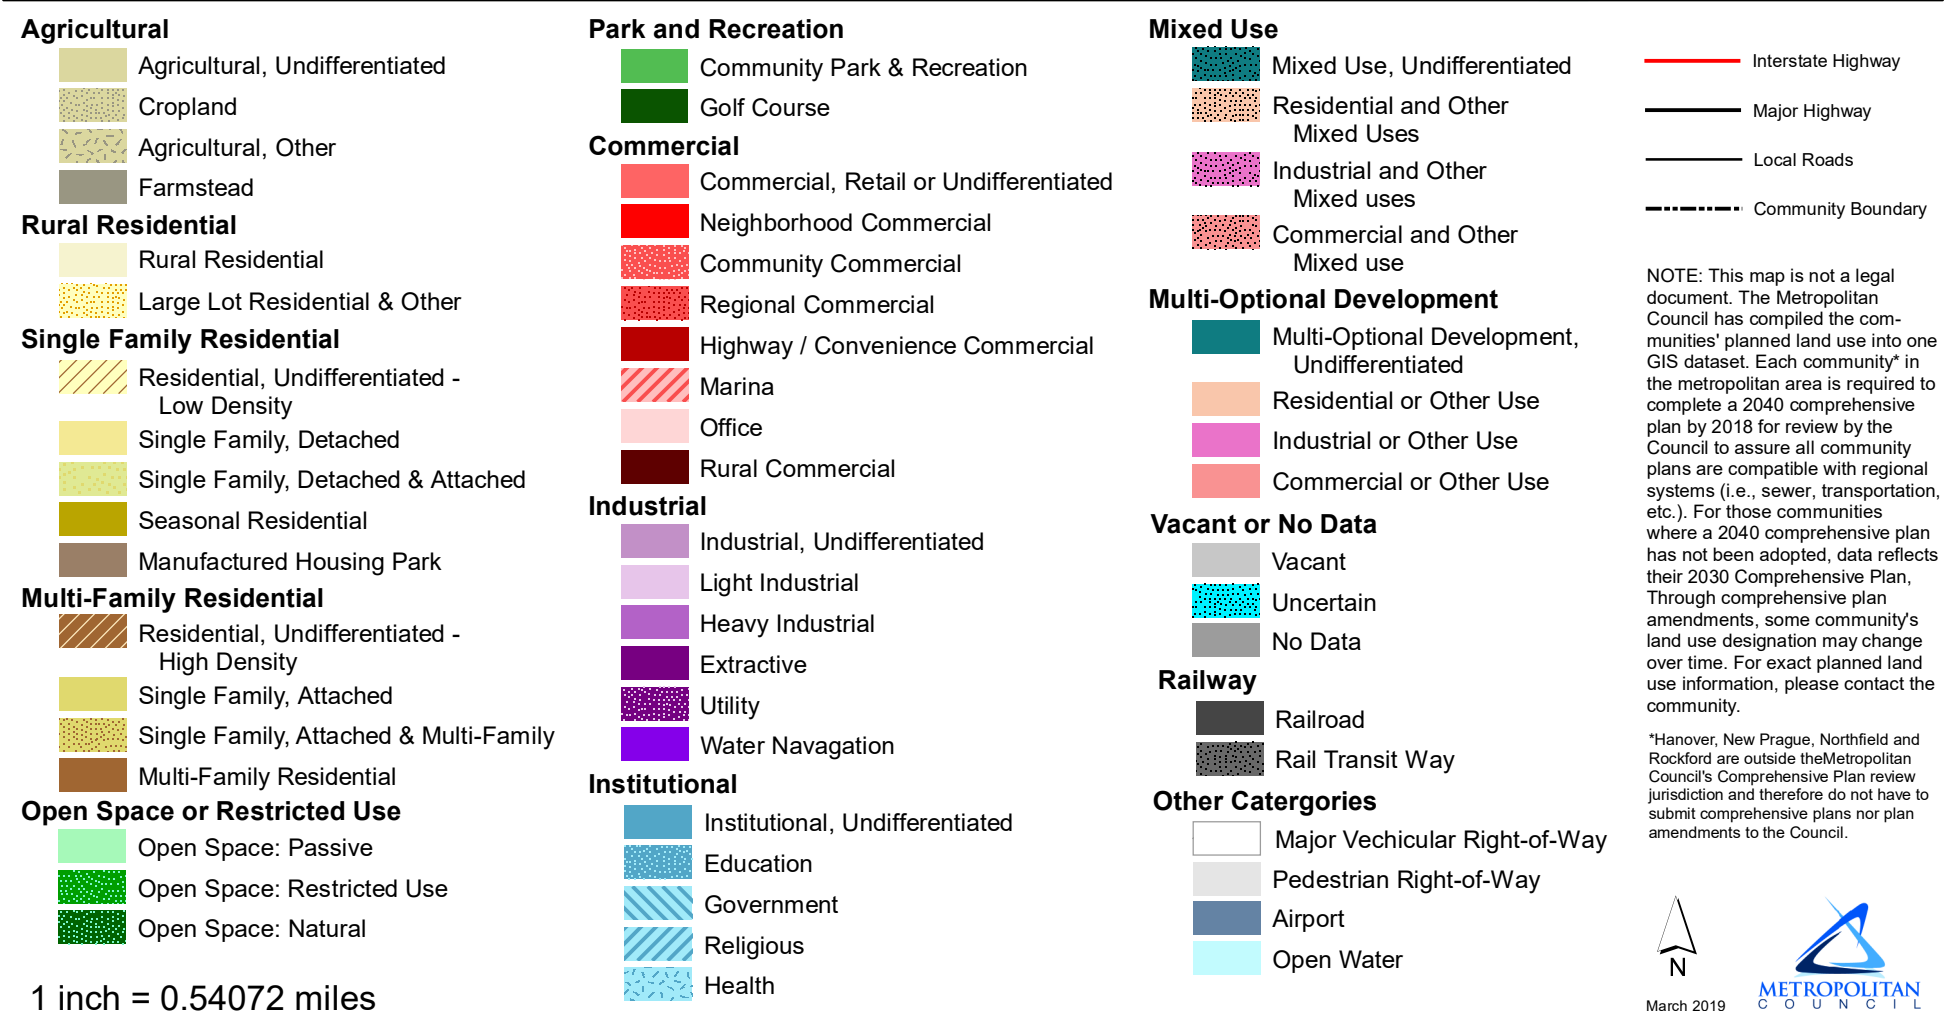 Agricultural
Agricultural, Undifferentiated
Cropland
Agricultural, Other
Farmstead
Rural Residential
Rural Residential
Large Lot Residential & Other
Single Family Residential
Residential, Undifferentiated -
Low Density
Single Family, Detached
Single Family, Detached & Attached
Seasonal Residential
Manufactured Housing Park
Multi-Family Residential
Residential, Undifferentiated -
High Density
Single Family, Attached
Single Family, Attached & Multi-Family
Multi-Family Residential
Open Space or Restricted Use
Open Space: Passive
Open Space: Restricted Use
Open Space: Natural
1 inch = 0.54072 miles
Park and Recreation
Community Park & Recreation
Golf Course
Commercial
Commercial, Retail or Undifferentiated
Neighborhood Commercial
Community Commercial
Regional Commercial
Highway / Convenience Commercial
Marina
Office
Rural Commercial
Industrial
Industrial, Undifferentiated
Light Industrial
Heavy Industrial
Extractive
Utility
Water Navagation
Institutional
Institutional, Undifferentiated
Education
Government
Religious
Health
Mixed Use
Mixed Use, Undifferentiated
Residential and Other
Mixed Uses
Industrial and Other
Mixed uses
Commercial and Other
Mixed use
Multi-Optional Development
Multi-Optional Development,
Undifferentiated
Residential or Other Use
Industrial or Other Use
Commercial or Other Use
Vacant or No Data
Vacant
Uncertain
No Data
Railway
Railroad
Rail Transit Way
Other Catergories
Major Vechicular Right-of-Way
Pedestrian Right-of-Way
Airport
Open Water
Interstate Highway
Major Highway
Local Roads
Community Boundary
NOTE: This map is not a legal
document. The Metropolitan
Council has compiled the com-
munities' planned land use into one
GIS dataset. Each community* in
the metropolitan area is required to
complete a 2040 comprehensive
plan by 2018 for review by the
Council to assure all community
plans are compatible with regional
systems (i.e., sewer, transportation,
etc.). For those communities
where a 2040 comprehensive plan
has not been adopted, data reflects
their 2030 Comprehensive Plan,
Through comprehensive plan
amendments, some community's
land use designation may change
over time. For exact planned land
use information, please contact the
community.
*Hanover, New Prague, Northfield and
Rockford are outside theMetropolitan
Council's Comprehensive Plan review
jurisdiction and therefore do not have to
submit comprehensive plans nor plan
amendments to the Council.
N
March 2019
METROPOLITAN
COUNCIL